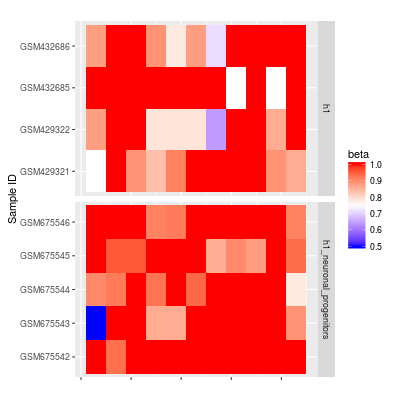 GSM432686
GSM432685
GSM429322
GSM429321
h1
GSM675546
GSM675545
GSM675544
GSM675543
GSM675542
h1_neuronal_progenitors
Sample ID
beta
1.0
0.9
0.8
0.7
0.6
0.5